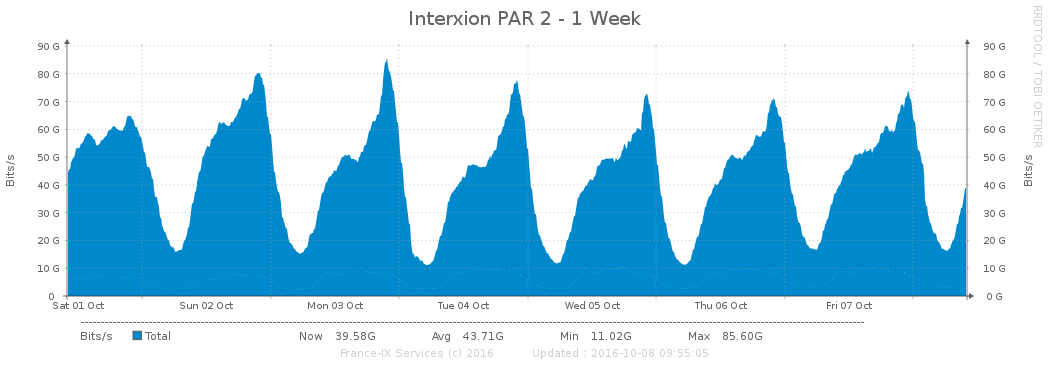 Interxion PAR 2 - 1 Week
RRDTOOL / TOBI OETIKER
90 G 90 G
80 G 80 G
70 G 70 G
60 G 60 G
50 G 50 G
40 G 40 G
30 G 30 G
20 G 20 G
10 G 10 G
0 0 G
Bits/s
Bits/s
Sat 01 Oct Sun 02 Oct Mon 03 Oct Tue 04 Oct Wed 05 Oct Thu 06 Oct Fri 07 Oct
Bits/s Total Now 39.58G Avg 43.71G Min 11.02G Max 85.60G
France-IX Services (c) 2016 Updated : 2016-10-08 09:55:05